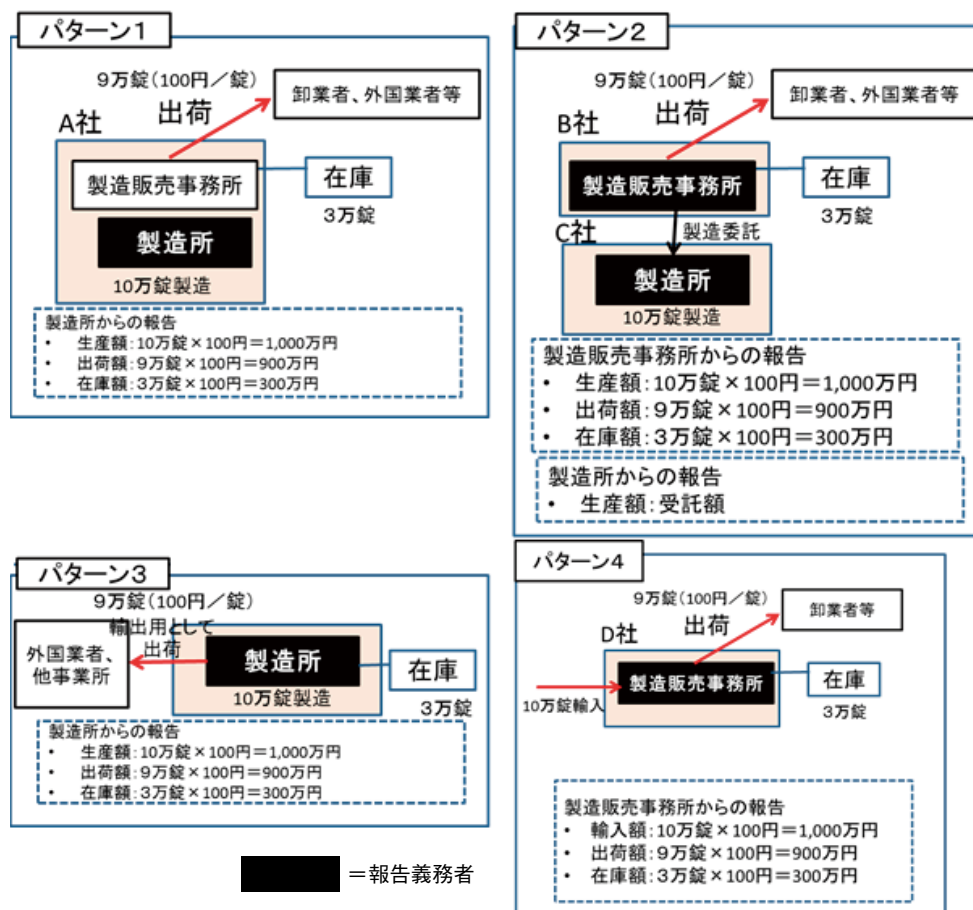 パターン1
9万錠(100円/錠)
出荷
卸業者、外国業者等
A社
製造販売事務所
在庫
3万錠
製造所
10万錠製造
製造所からの報告
• 生産額:10万錠×100円=1,000万円
• 出荷額:9万錠×100円=900万円
• 在庫額:3万錠×100円=300万円
パターン2
9万錠(100円/錠)
出荷
卸業者、外国業者等
B社
製造販売事務所
在庫
3万錠
製造委託
C社
製造所
10万錠製造
製造販売事務所からの報告
• 生産額:10万錠×100円=1,000万円
• 出荷額:9万錠×100円=900万円
• 在庫額:3万錠×100円=300万円
製造所からの報告
• 生産額:受託額
パターン3
9万錠(100円/錠)
輸出用として
出荷
外国業者、
他事業所
製造所
10万錠製造
在庫
3万錠
製造所からの報告
• 生産額:10万錠×100円=1,000万円
• 出荷額:9万錠×100円=900万円
• 在庫額:3万錠×100円=300万円
パターン4
9万錠(100円/錠)
出荷
卸業者等
D社
製造販売事務所
在庫
3万錠
10万錠輸入
製造販売事務所からの報告
• 輸入額:10万錠×100円=1,000万円
• 出荷額:9万錠×100円=900万円
• 在庫額:3万錠×100円=300万円
=報告義務者